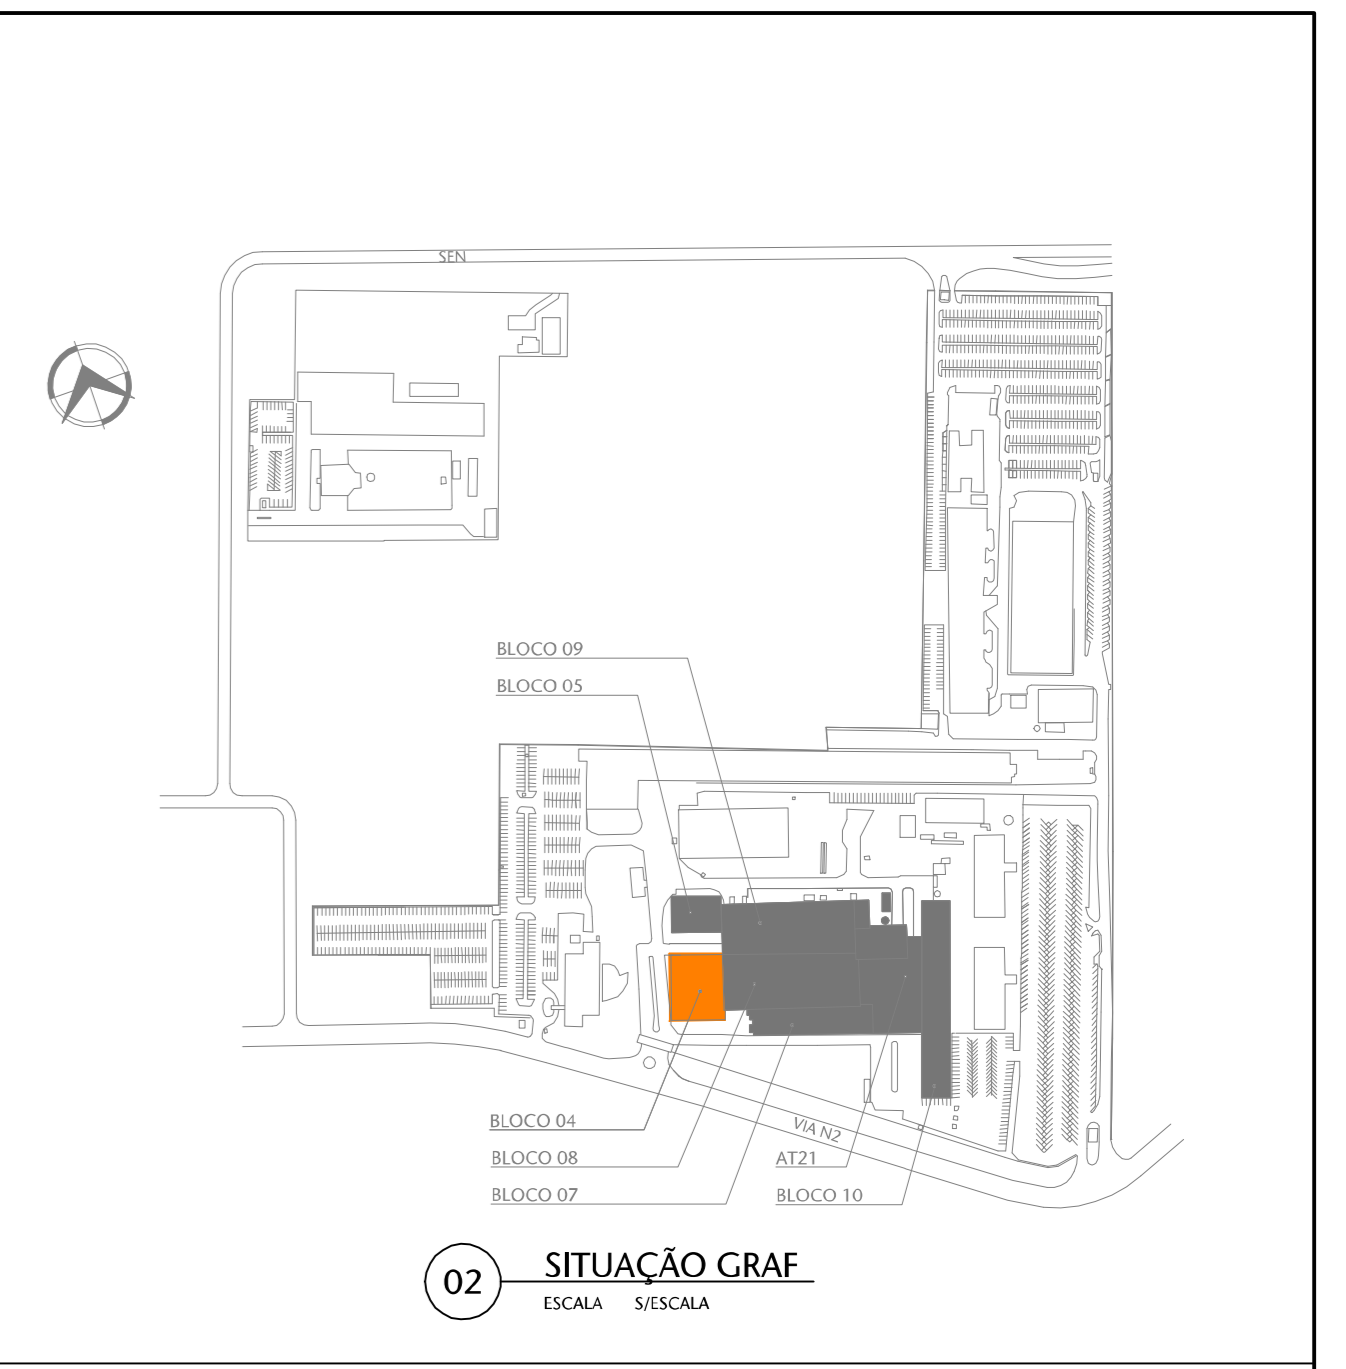 SEN
BLOCO 09
BLOCO 05
BLOCO 04
VIA N2
BLOCO 08
AT21
BLOCO 07
BLOCO 10
02
SITUAÇÃO GRAF
ESCALA S/ESCALA